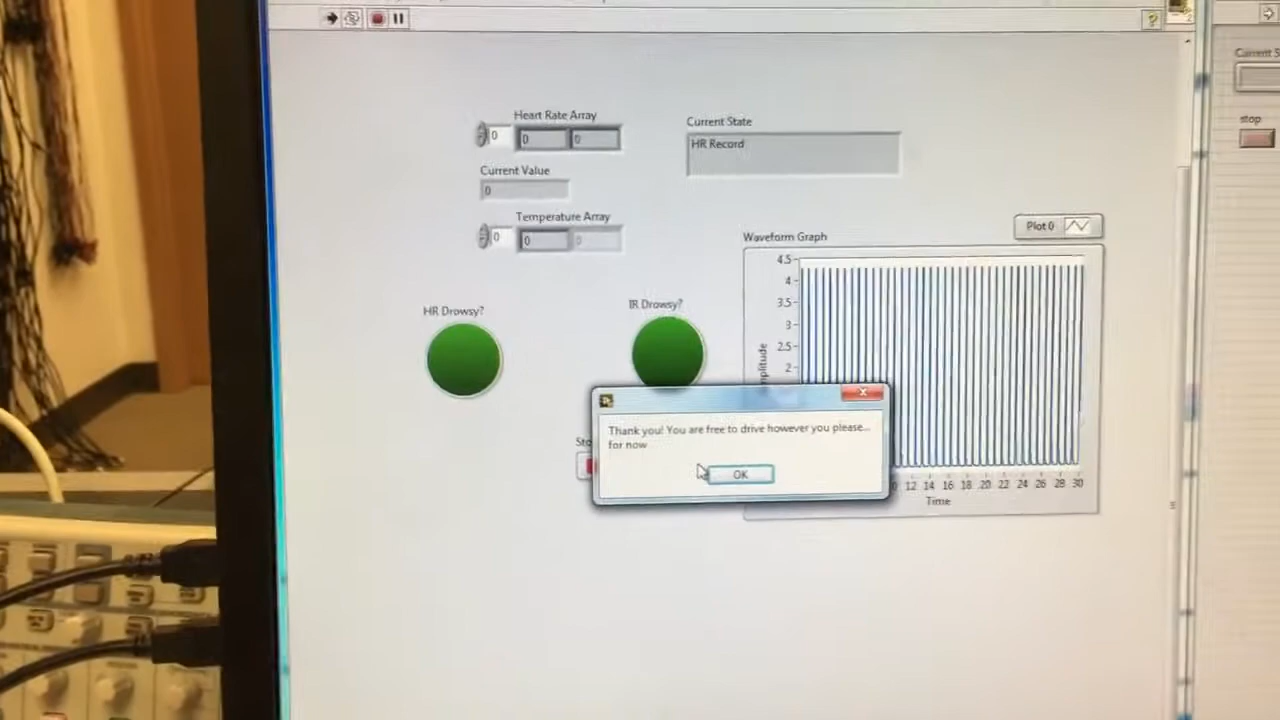 Current S
stop
Heart Rate Array
0
0
0
Current State
HR Record
Current Value
0
Temperature Array
0
0
0
Plot 0
Waveform Graph
4.5
4
3.5
3
2.5
2
HR Drowsy?
IR Drowsy?
Thank you! You are free to drive however you please...
for now
OK
Sto
12 14 16 18 20 22 24 26 28 30
Time